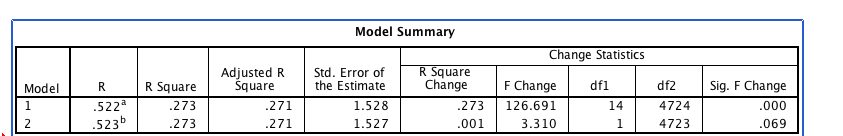 Model Summary
Change Statistics
Model R R Square Adjusted R Square Std. Error of the Estimate R Square Change F Change df1 df2 Sig. F Change
1 .522a .273 .271 1.528 .273 126.691 14 4724 .000
2 .523b .273 .271 1.527 .001 3.310 1 4723 .069